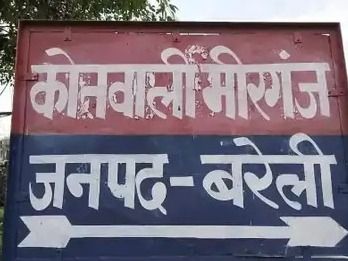 कोतवाली मीरगंज
जनपद-बरेली